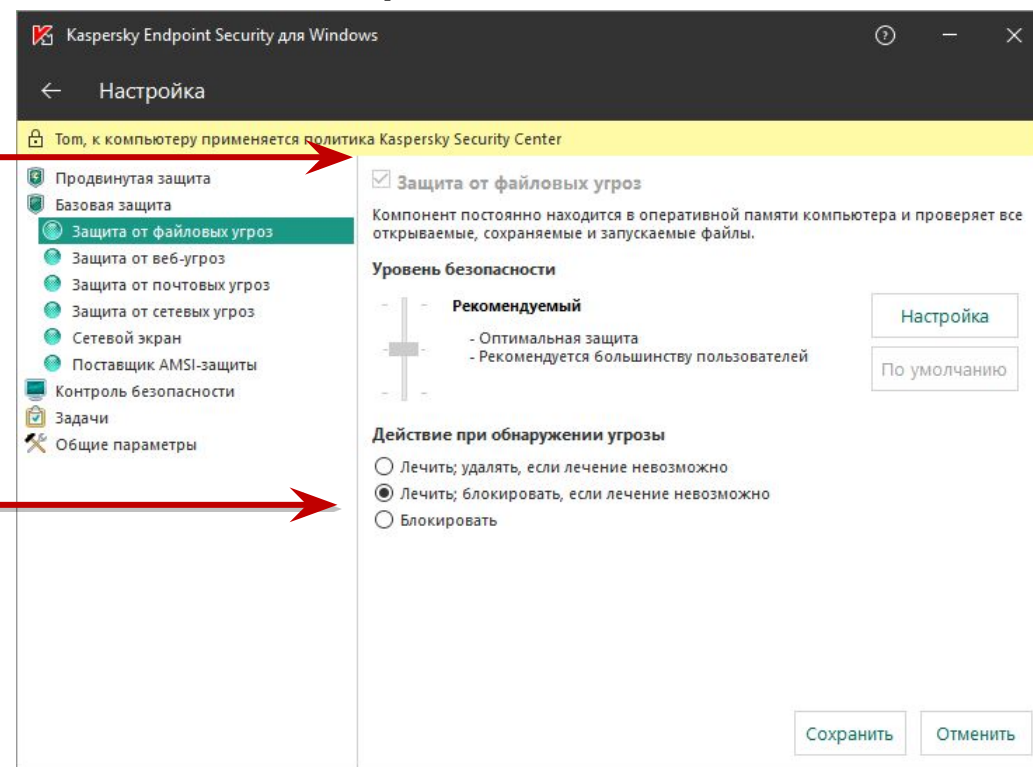 Kaspersky Endpoint Security для Windows
Настройка
Tom, к компьютеру применяется политика Kaspersky Security Center
Продвинутая защита
Базовая защита
Защита от файловых угроз
Защита от веб-угроз
Защита от почтовых угроз
Защита от сетевых угроз
Сетевой экран
Поставщик AMSI-защиты
Контроль безопасности
Задачи
Общие параметры
Защита от файловых угроз
Компонент постоянно находится в оперативной памяти компьютера и проверяет все
открываемые, сохраняемые и запускаемые файлы.
Уровень безопасности
Рекомендуемый
- Оптимальная защита
- Рекомендуется большинству пользователей
Настройка
По умолчанию
Действие при обнаружении угрозы
Лечить; удалять, если лечение невозможно
Лечить; блокировать, если лечение невозможно
Блокировать
Сохранить
Отменить